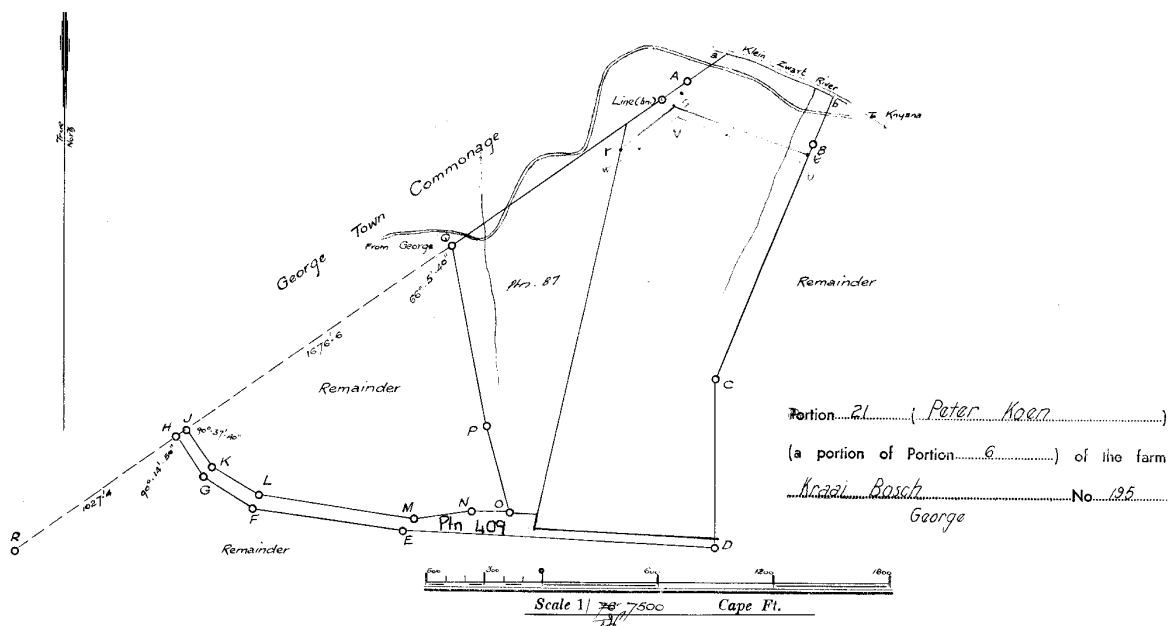 True North
George Town Commonage
From George
Klein Zwart River
To Knysna
Line (bn.)
a
A
b
B
t
u
V
r
w
Q
66°.5'.40"
Ptn. 87
Remainder
Remainder
1676.6
C
P
H
J
90°.37'.40"
90°.14'.50"
K
G
L
F
M
N
O
Ptn 409
E
D
1027.4
R
Remainder
Portion 21 ( Peter Koen )
(a portion of Portion 6 ) of the farm
Kraai Bosch No 195
George
600 300 0 600 1200 1800
Scale 1/ 7500 Cape Ft.